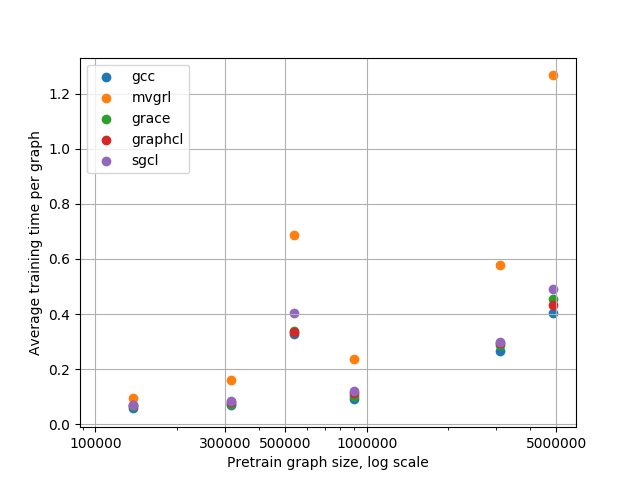 gcc
mvgrl
grace
graphcl
sgcl
Average training time per graph
1.2
1.0
0.8
0.6
0.4
0.2
0.0
100000 300000 500000 1000000 5000000
Pretrain graph size, log scale